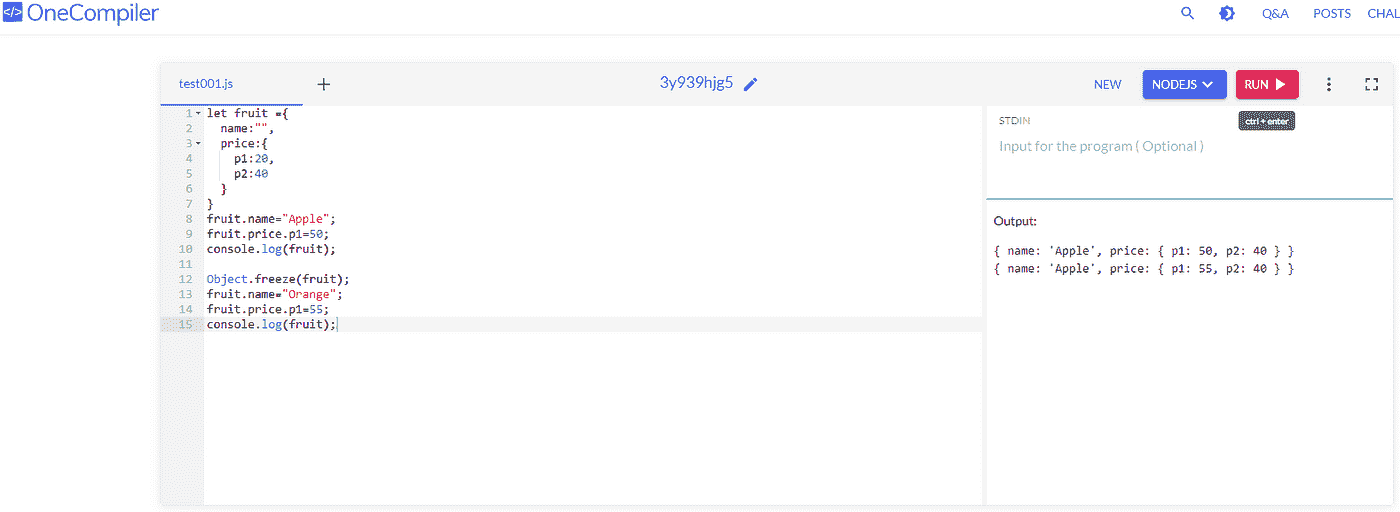 </> OneCompiler
Q&A POSTS CHAL
test001.js + 3y939hjg5 NEW NODEJS RUN
1 let fruit ={
2 name:"",
3 price:{
4 p1:20,
5 p2:40
6 }
7 }
8 fruit.name="Apple";
9 fruit.price.p1=50;
10 console.log(fruit);
11
12 Object.freeze(fruit);
13 fruit.name="Orange";
14 fruit.price.p1=55;
15 console.log(fruit);
ctrl+enter
STDIN
Input for the program ( Optional )
Output:
{ name: 'Apple', price: { p1: 50, p2: 40 } }
{ name: 'Apple', price: { p1: 55, p2: 40 } }